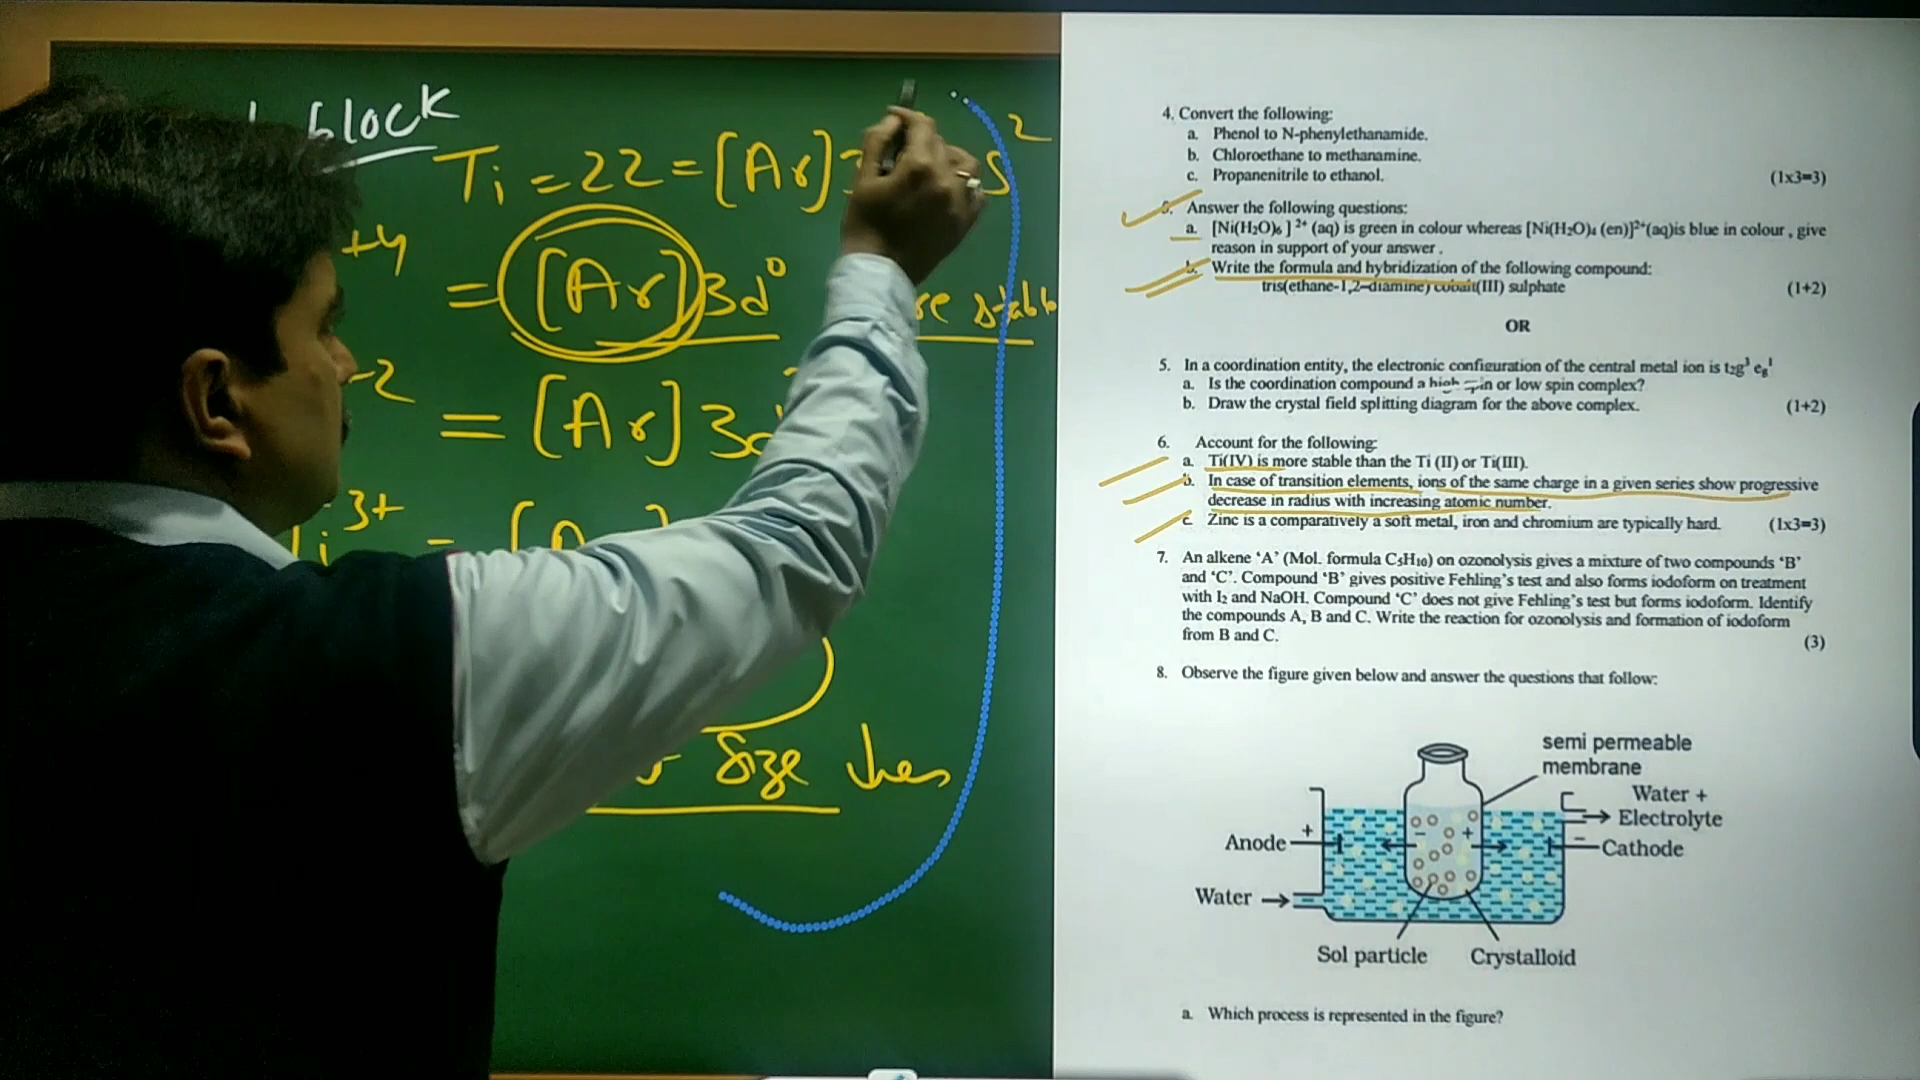 block
Ti = 22 = [Ar] 3 s²
+4
= [Ar] 3d⁰
stable
-2
= [Ar] 3d
3+
=
Size
4. Convert the following:
a. Phenol to N-phenylethanamide.
b. Chloroethane to methanamine.
c. Propanenitrile to ethanol. (1x3=3)
5. Answer the following questions:
a. [Ni(H₂O)₆ ] ²⁺ (aq) is green in colour whereas [Ni(H₂O)₄ (en)]²⁺(aq)is blue in colour , give
reason in support of your answer .
b. Write the formula and hybridization of the following compound:
tris(ethane-1,2–diamine) cobalt(III) sulphate (1+2)
OR
5. In a coordination entity, the electronic configuration of the central metal ion is t₂g³ eg¹
a. Is the coordination compound a high spin or low spin complex?
b. Draw the crystal field splitting diagram for the above complex. (1+2)
6. Account for the following:
a. Ti(IV) is more stable than the Ti (II) or Ti(III).
b. In case of transition elements, ions of the same charge in a given series show progressive
decrease in radius with increasing atomic number.
c. Zinc is a comparatively a soft metal, iron and chromium are typically hard. (1x3=3)
7. An alkene ‘A’ (Mol. formula C₅H₁₀) on ozonolysis gives a mixture of two compounds ‘B’
and ‘C’. Compound ‘B’ gives positive Fehling’s test and also forms iodoform on treatment
with I₂ and NaOH. Compound ‘C’ does not give Fehling’s test but forms iodoform. Identify
the compounds A, B and C. Write the reaction for ozonolysis and formation of iodoform
from B and C. (3)
8. Observe the figure given below and answer the questions that follow:
semi permeable
membrane
Water +
Electrolyte
Anode +
− Cathode
− +
Water
Sol particle
Crystalloid
a. Which process is represented in the figure?